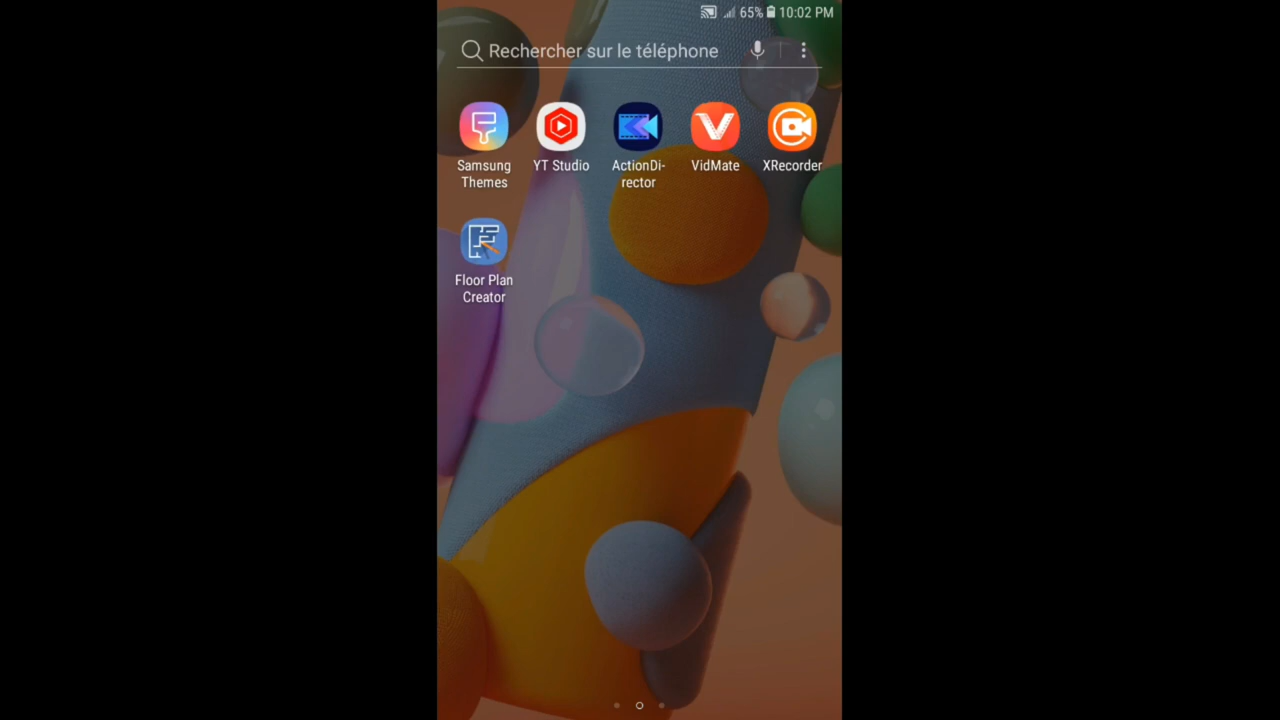 65% 10:02 PM
Rechercher sur le téléphone
Samsung
Themes
YT Studio
ActionDi-
rector
VidMate
XRecorder
Floor Plan
Creator